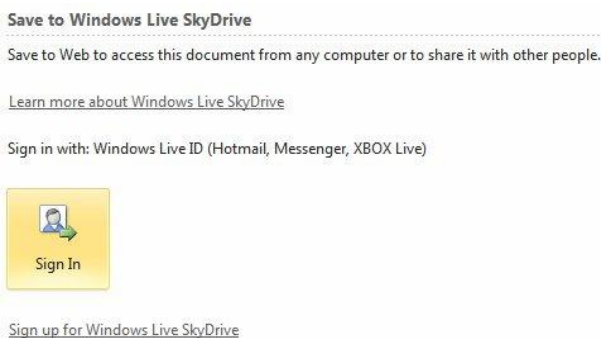 Save to Windows Live SkyDrive
Save to Web to access this document from any computer or to share it with other people.
Learn more about Windows Live SkyDrive
Sign in with: Windows Live ID (Hotmail, Messenger, XBOX Live)
Sign In
Sign up for Windows Live SkyDrive